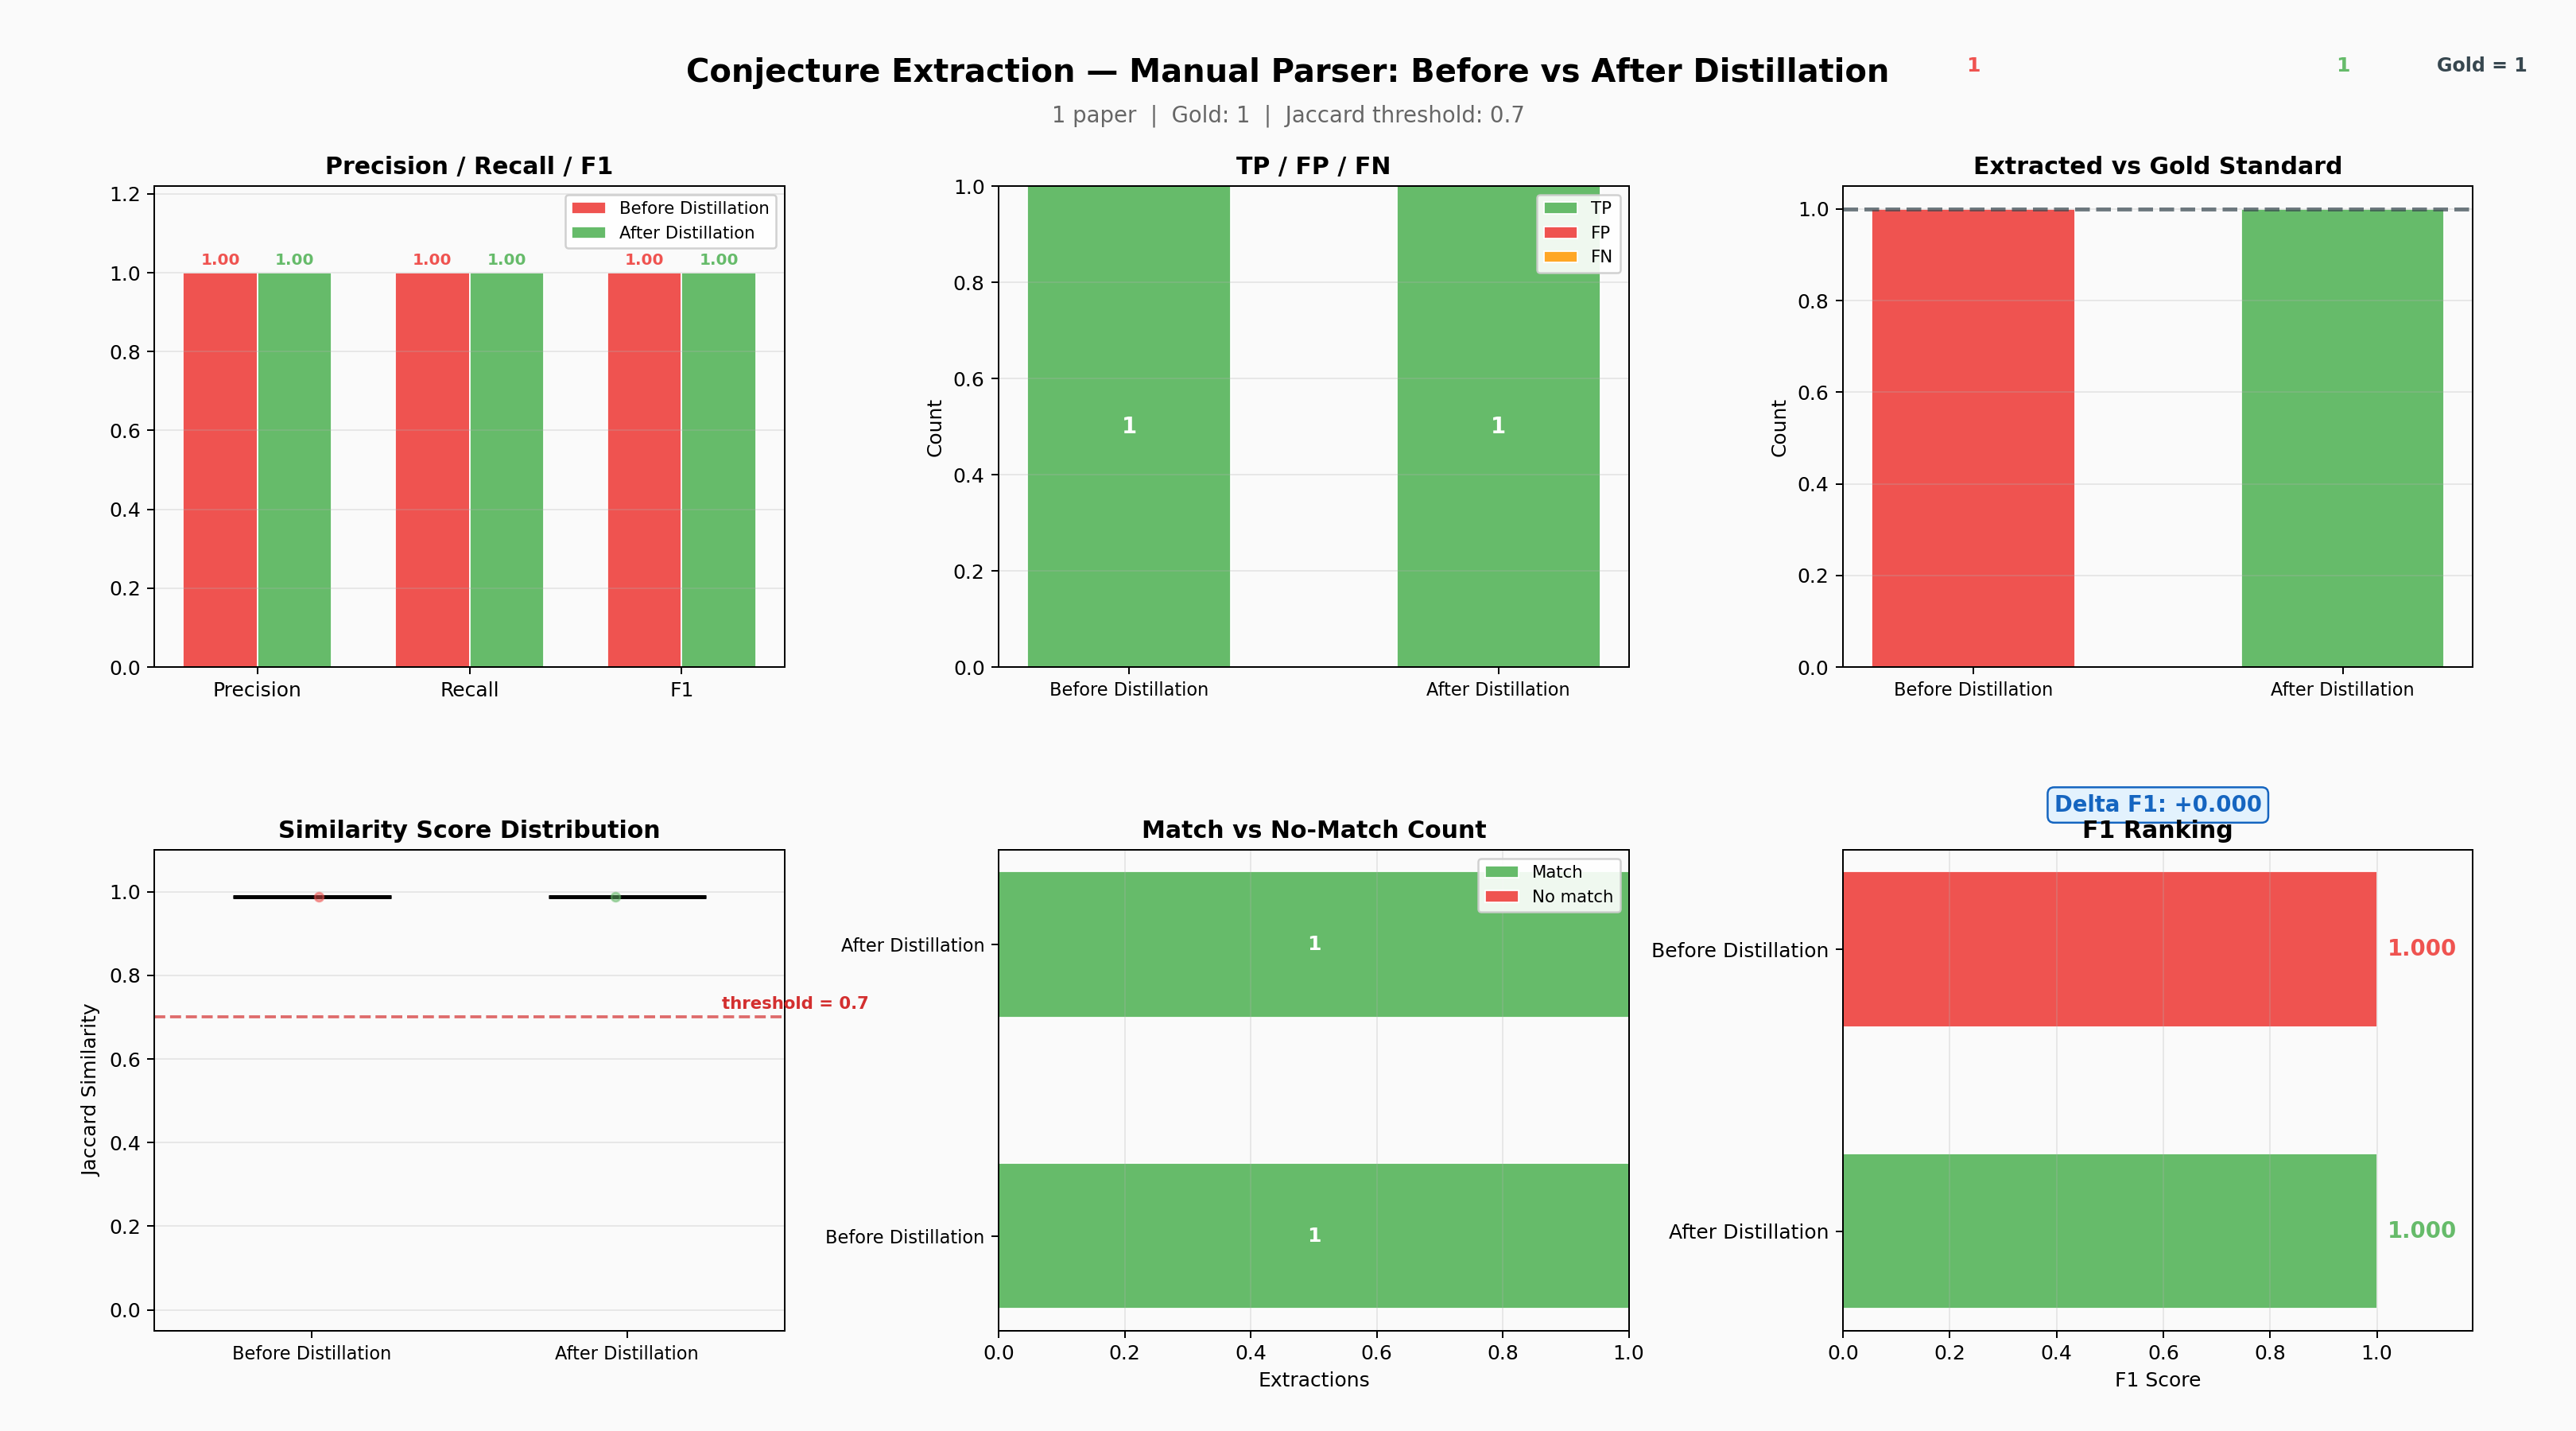 Conjecture Extraction — Manual Parser: Before vs After Distillation
1
1
Gold = 1
1 paper | Gold: 1 | Jaccard threshold: 0.7
Precision / Recall / F1
1.2
1.0
0.8
0.6
0.4
0.2
0.0
Before Distillation
After Distillation
1.00
1.00
1.00
1.00
1.00
1.00
Precision
Recall
F1
TP / FP / FN
Count
1.0
0.8
0.6
0.4
0.2
0.0
TP
FP
FN
1
1
Before Distillation
After Distillation
Extracted vs Gold Standard
Count
1.0
0.8
0.6
0.4
0.2
0.0
Before Distillation
After Distillation
Similarity Score Distribution
Jaccard Similarity
1.0
0.8
0.6
0.4
0.2
0.0
threshold = 0.7
Before Distillation
After Distillation
Match vs No-Match Count
Match
No match
After Distillation
1
Before Distillation
1
0.0
0.2
0.4
0.6
0.8
1.0
Extractions
Delta F1: +0.000
F1 Ranking
Before Distillation
1.000
After Distillation
1.000
0.0
0.2
0.4
0.6
0.8
1.0
F1 Score